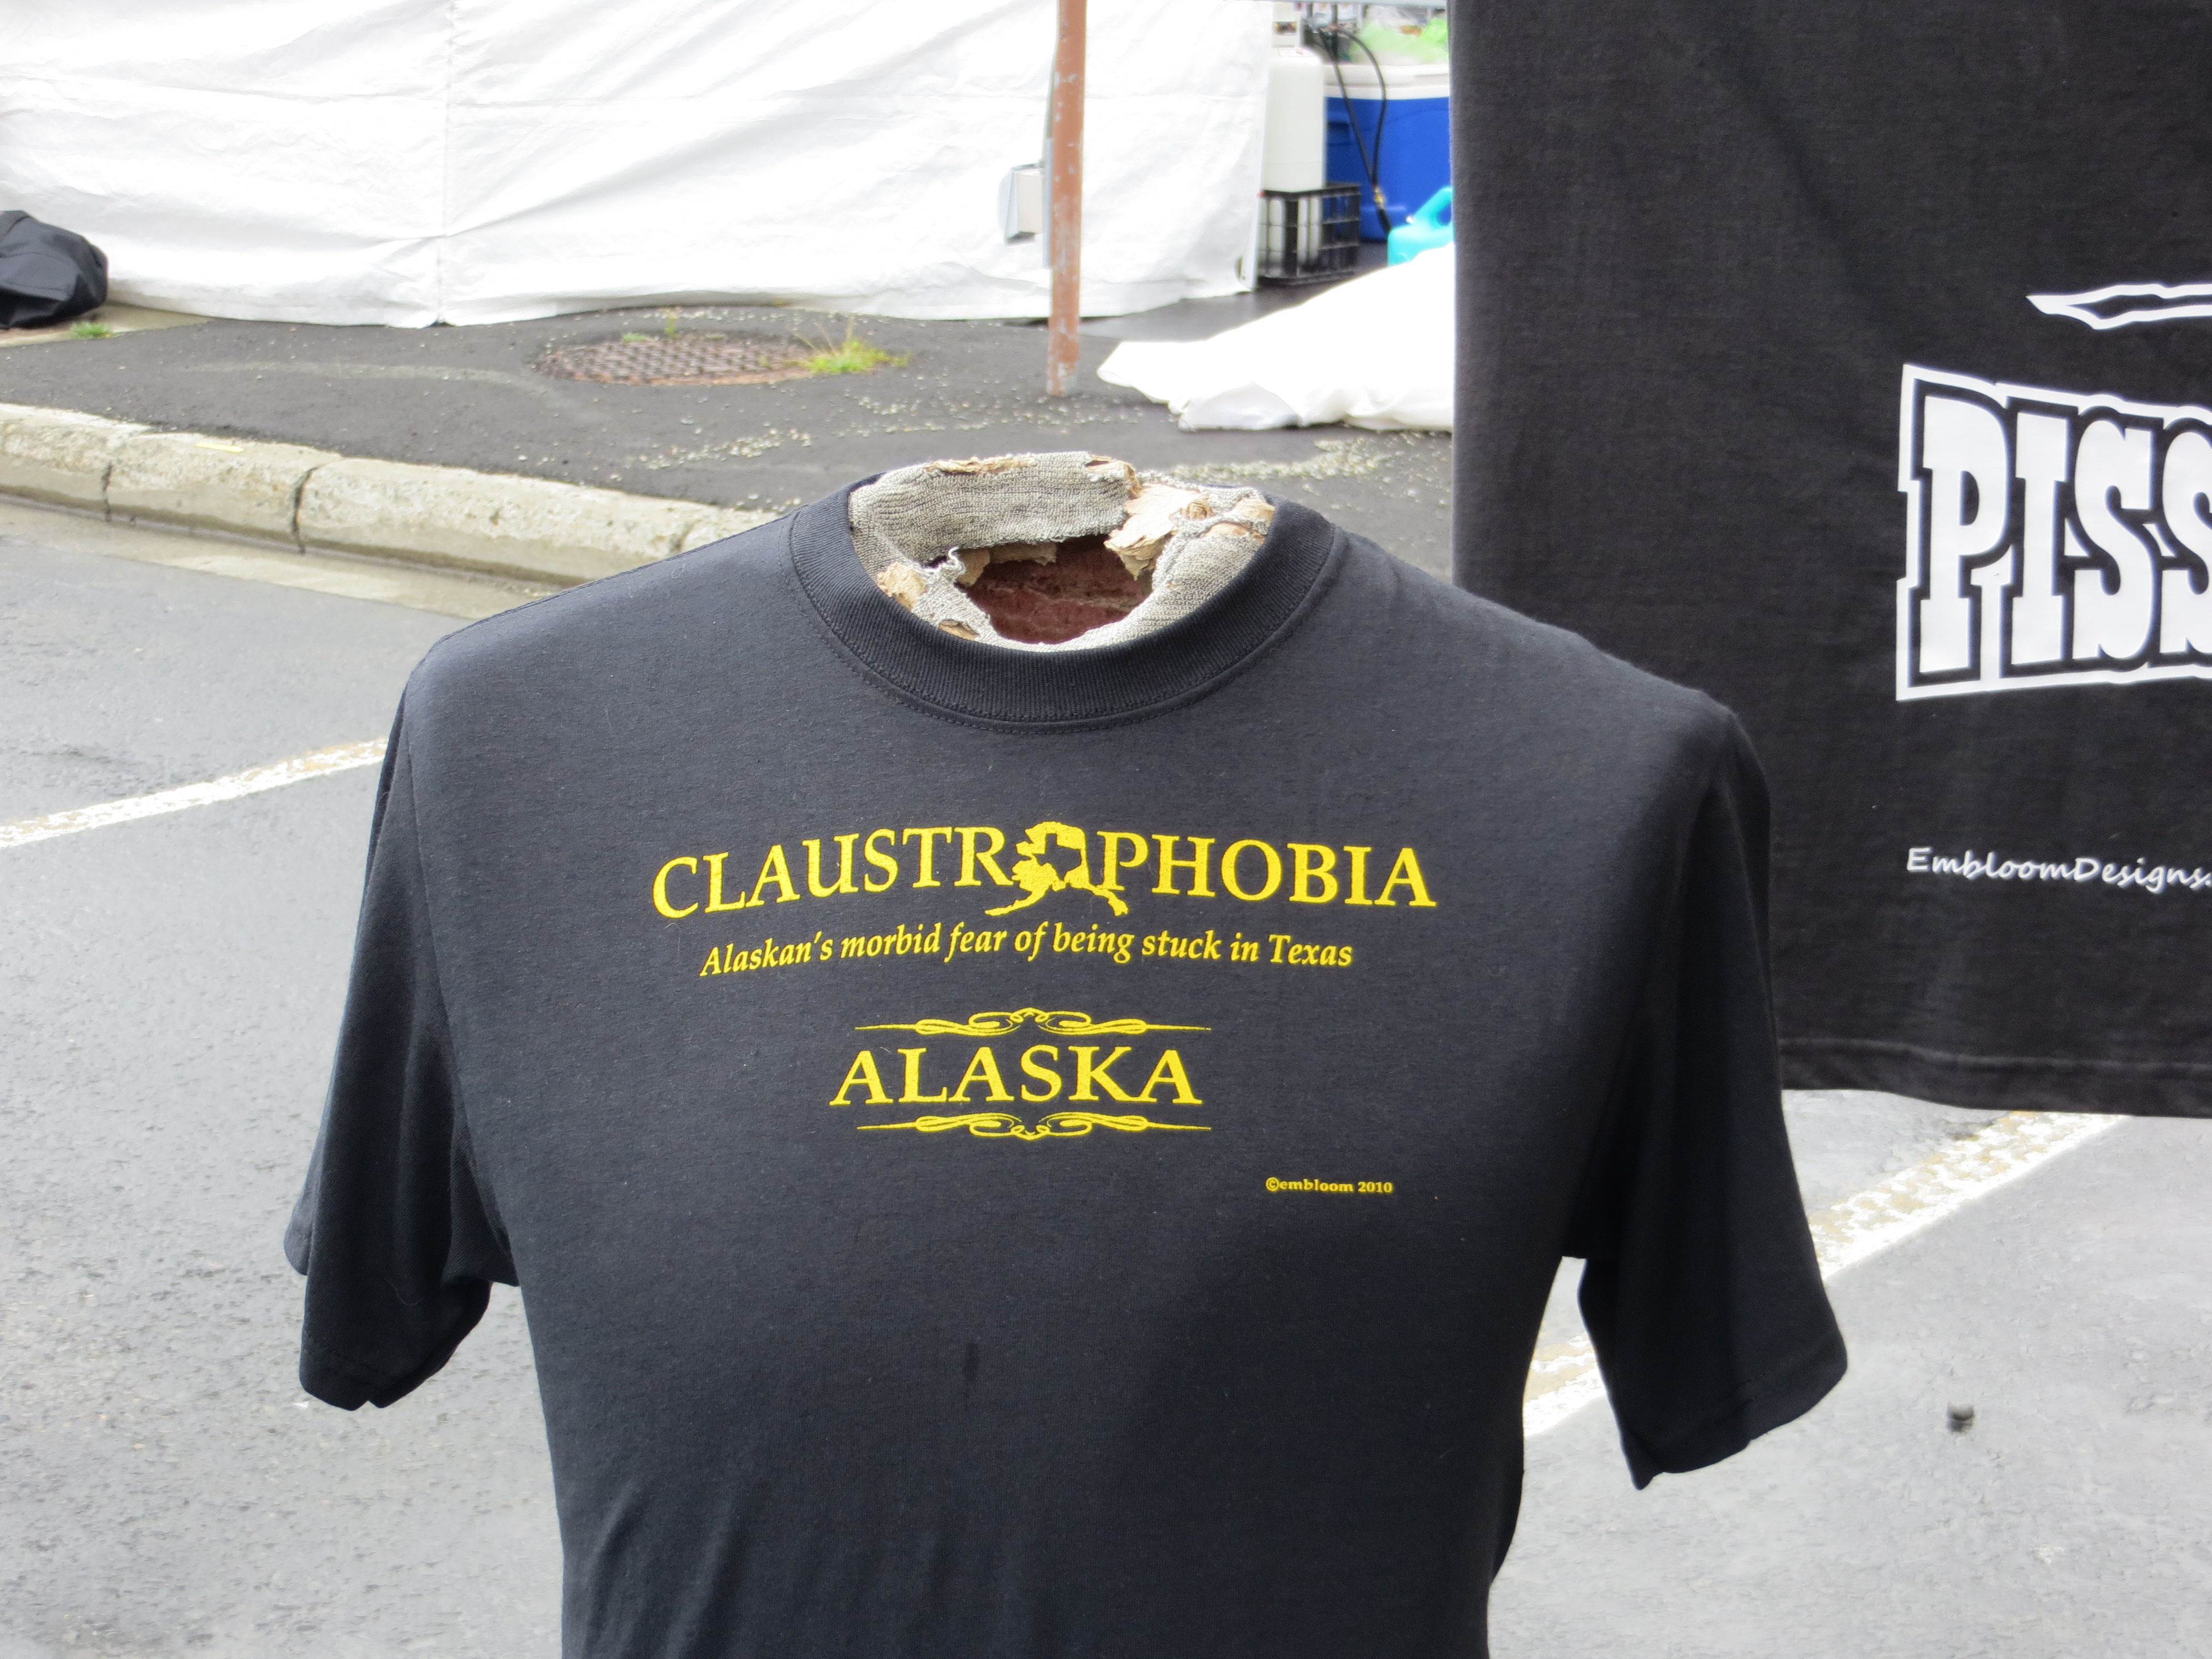 CLAUSTROPHOBIA
Alaskan's morbid fear of being stuck in Texas
ALASKA
©embloom 2010
PISS
EmbloomDesigns.